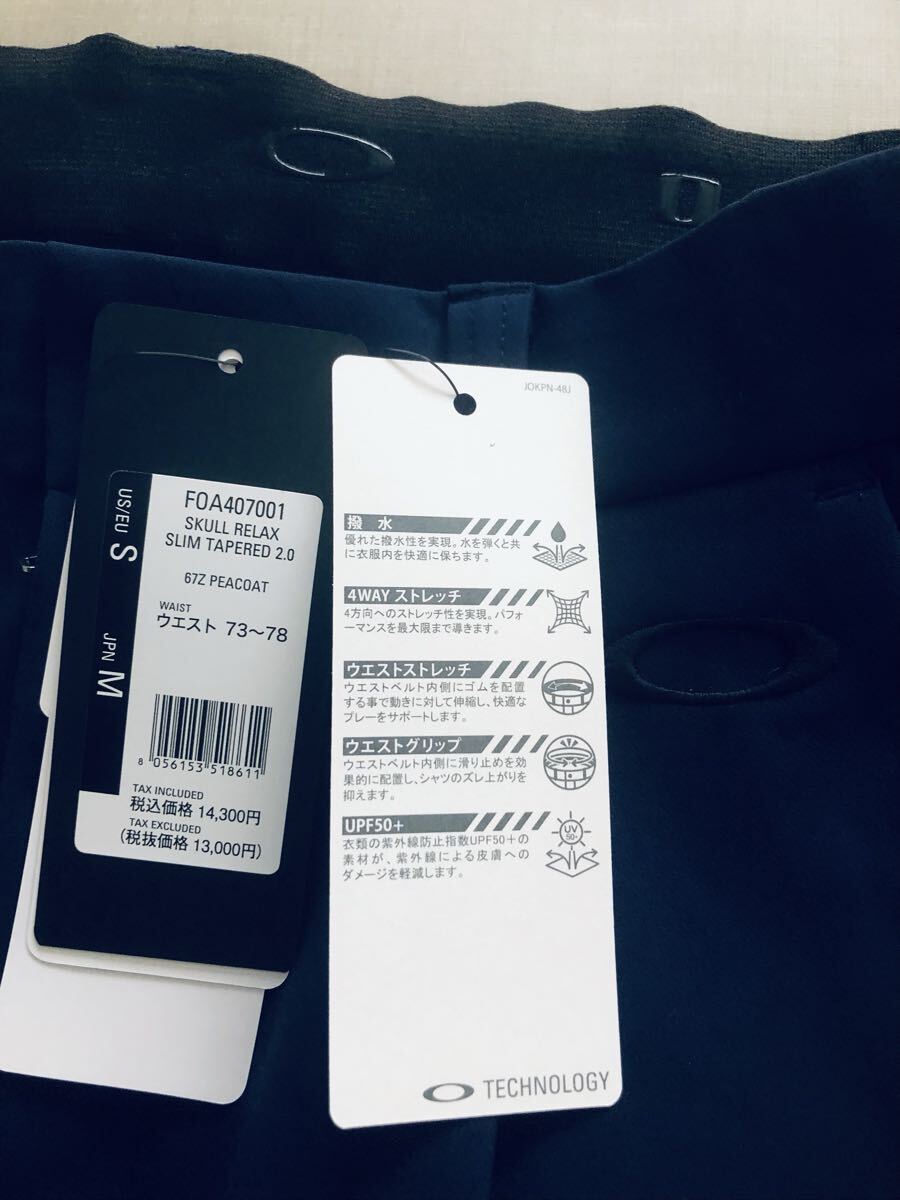 US/EU S
JPN M
FOA407001
SKULL RELAX
SLIM TAPERED 2.0
67Z PEACOAT
WAIST
ウエスト 73〜78
8 056153 518611
TAX INCLUDED
税込価格 14,300円
TAX EXCLUDED
(税抜価格 13,000円)
JOKPN-48J
撥 水
優れた撥水性を実現。水を弾くと共
に衣服内を快適に保ちます。
4WAY ストレッチ
4方向へのストレッチ性を実現。パフォ
ーマンスを最大限まで導きます。
ウエストストレッチ
ウエストベルト内側にゴムを配置
する事で動きに対して伸縮し、快適な
プレーをサポートします。
ウエストグリップ
ウエストベルト内側に滑り止めを効
果的に配置し、シャツのズレ上がりを
抑えます。
UPF50+
衣類の紫外線防止指数UPF50+の
素材が、紫外線による皮膚への
ダメージを軽減します。
UV
50+
TECHNOLOGY